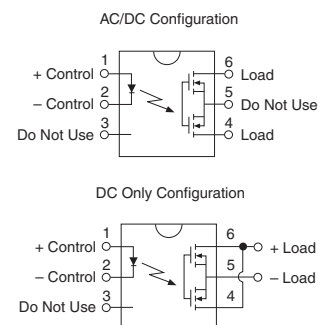 AC/DC Configuration
1
+ Control
2
– Control
3
Do Not Use
6
Load
5
Do Not Use
4
Load
DC Only Configuration
1
+ Control
2
– Control
3
Do Not Use
6
+ Load
5
– Load
4